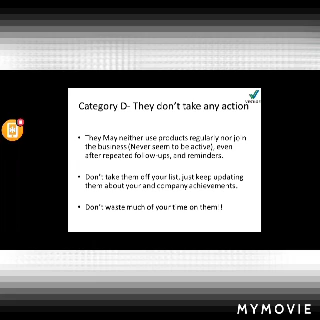 Category D- They don't take any action
• They May neither use products regularly nor join
the business(Never seem to be active), even
after repeated follow-ups, and reminders.
• Don't take them off your list, just keep updating
them about your and company achievements.
• Don't waste much of your time on them!!
MYMOVIE